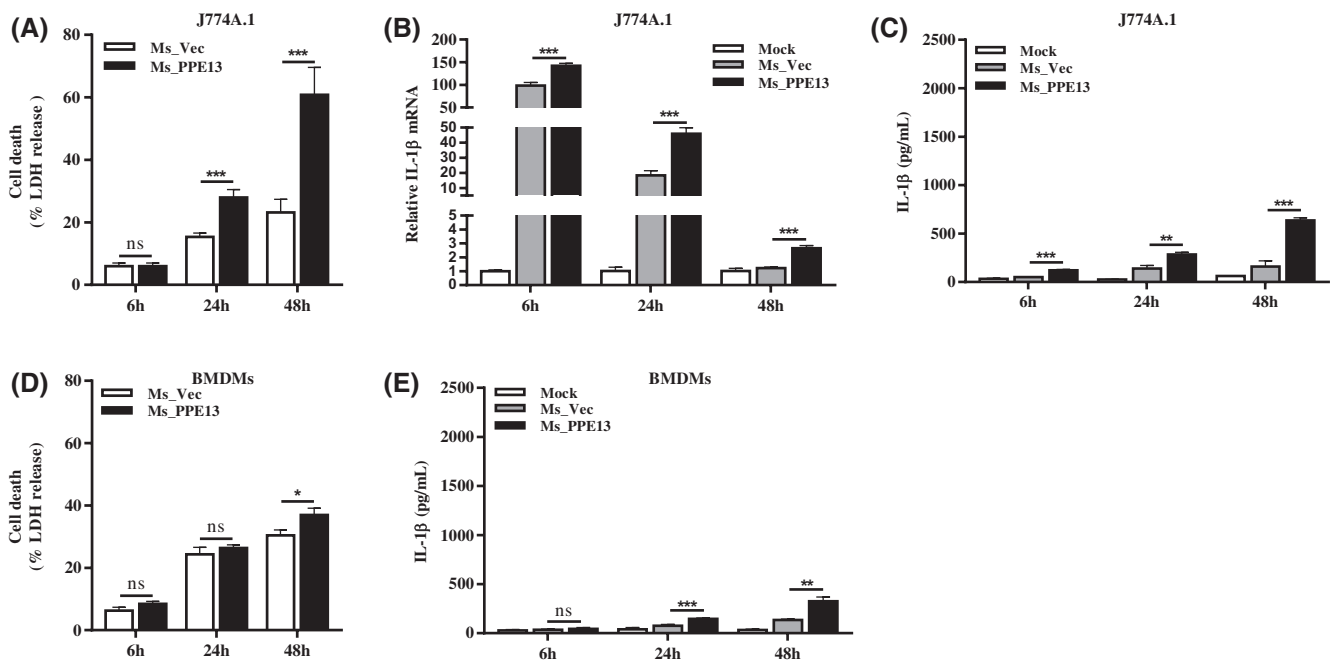 (A)
J774A.1
80
60
40
20
0
Cell death
(% LDH release)
Ms_Vec
Ms_PPE13
ns
***
***
6h
24h
48h
(B)
J774A.1
200
150
100
50
50
40
30
20
10
5
4
3
2
1
0
Relative IL-1β mRNA
Mock
Ms_Vec
Ms_PPE13
***
***
***
6h
24h
48h
(C)
J774A.1
2500
2000
1500
1000
500
0
IL-1β (pg/mL)
Mock
Ms_Vec
Ms_PPE13
***
**
***
6h
24h
48h
(D)
BMDMs
80
60
40
20
0
Cell death
(% LDH release)
Ms_Vec
Ms_PPE13
ns
ns
*
6h
24h
48h
(E)
BMDMs
2500
2000
1500
1000
500
0
IL-1β (pg/mL)
Mock
Ms_Vec
Ms_PPE13
ns
***
**
6h
24h
48h